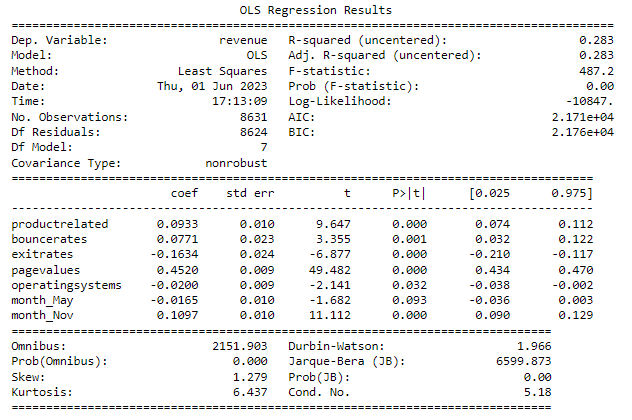 OLS Regression Results
==============================================================================
Dep. Variable: revenue R-squared (uncentered): 0.283
Model: OLS Adj. R-squared (uncentered): 0.283
Method: Least Squares F-statistic: 487.2
Date: Thu, 01 Jun 2023 Prob (F-statistic): 0.00
Time: 17:13:09 Log-Likelihood: -10847.
No. Observations: 8631 AIC: 2.171e+04
Df Residuals: 8624 BIC: 2.176e+04
Df Model: 7
Covariance Type: nonrobust
==============================================================================
coef std err t P>|t| [0.025 0.975]
------------------------------------------------------------------------------
productrelated 0.0933 0.010 9.647 0.000 0.074 0.112
bouncerates 0.0771 0.023 3.355 0.001 0.032 0.122
exitrates -0.1634 0.024 -6.877 0.000 -0.210 -0.117
pagevalues 0.4520 0.009 49.482 0.000 0.434 0.470
operatingsystems -0.0200 0.009 -2.141 0.032 -0.038 -0.002
month_May -0.0165 0.010 -1.682 0.093 -0.036 0.003
month_Nov 0.1097 0.010 11.112 0.000 0.090 0.129
==============================================================================
Omnibus: 2151.903 Durbin-Watson: 1.966
Prob(Omnibus): 0.000 Jarque-Bera (JB): 6599.873
Skew: 1.279 Prob(JB): 0.00
Kurtosis: 6.437 Cond. No. 5.18
==============================================================================